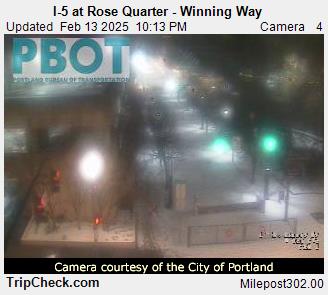 I-5 at Rose Quarter - Winning Way
Updated Feb 13 2025 10:13 PM Camera 4
PBOT
PORTLAND BUREAU OF TRANSPORTATION
Camera courtesy of the City of Portland
TripCheck.com Milepost302.00